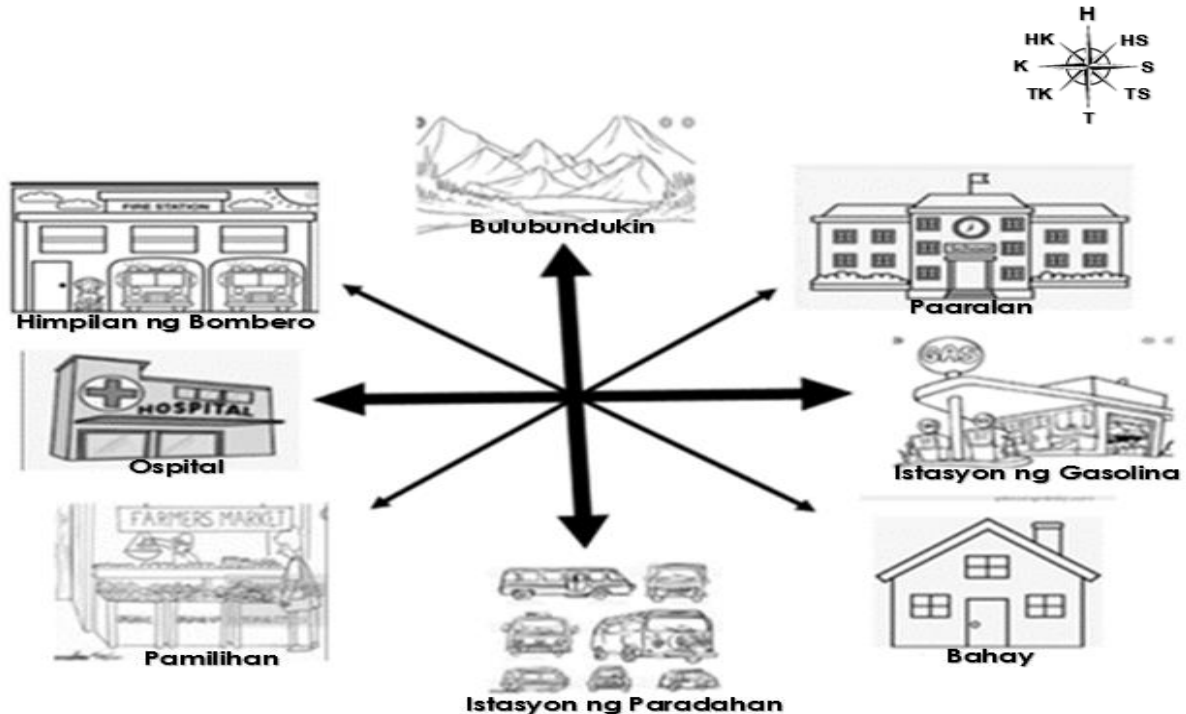 H
HK HS
K S
TK TS
T
Bulubundukin
FIRE STATION
Himpilan ng Bombero
Paaralan
GAS
HOSPITAL
Ospital
Istasyon ng Gasolina
FARMERS MARKET
Pamilihan
Bahay
Istasyon ng Paradahan